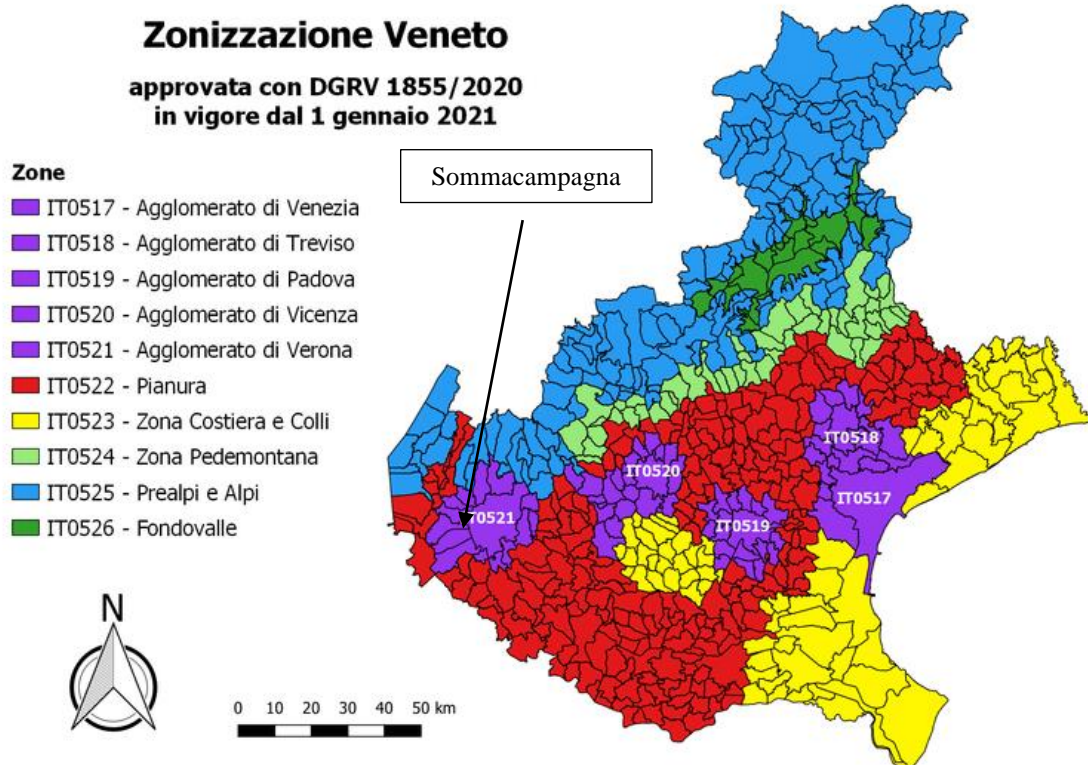 Zonizzazione Veneto
approvata con DGRV 1855/2020
in vigore dal 1 gennaio 2021
Sommacampagna
Zone
IT0517 - Agglomerato di Venezia
IT0518 - Agglomerato di Treviso
IT0519 - Agglomerato di Padova
IT0520 - Agglomerato di Vicenza
IT0521 - Agglomerato di Verona
IT0522 - Pianura
IT0523 - Zona Costiera e Colli
IT0524 - Zona Pedemontana
IT0525 - Prealpi e Alpi
IT0526 - Fondovalle
IT0518
IT0520
IT0517
IT0521
IT0519
N
0 10 20 30 40 50 km